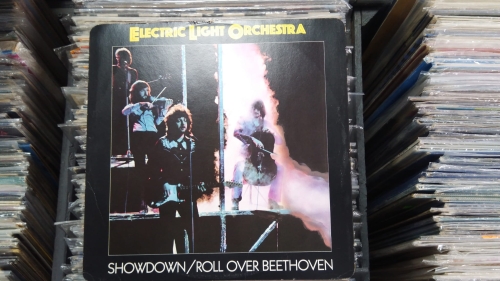 ELECTRIC LIGHT ORCHESTRA
SHOWDOWN/ROLL OVER BEETHOVEN